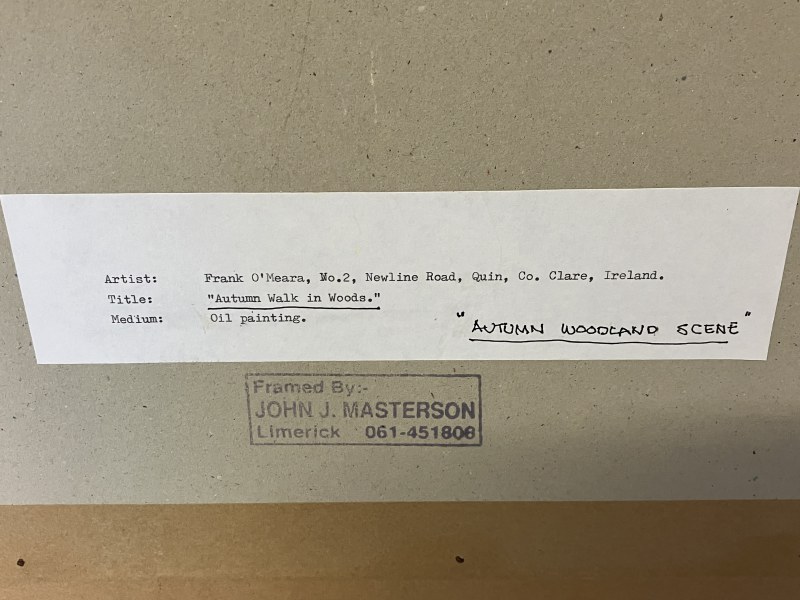 Artist: Frank O'Meara, No.2, Newline Road, Quin, Co. Clare, Ireland.
Title: "Autumn Walk in Woods."
Medium: Oil painting.
"AUTUMN WOODLAND SCENE"
Framed By:-
JOHN J. MASTERSON
Limerick 061-451808